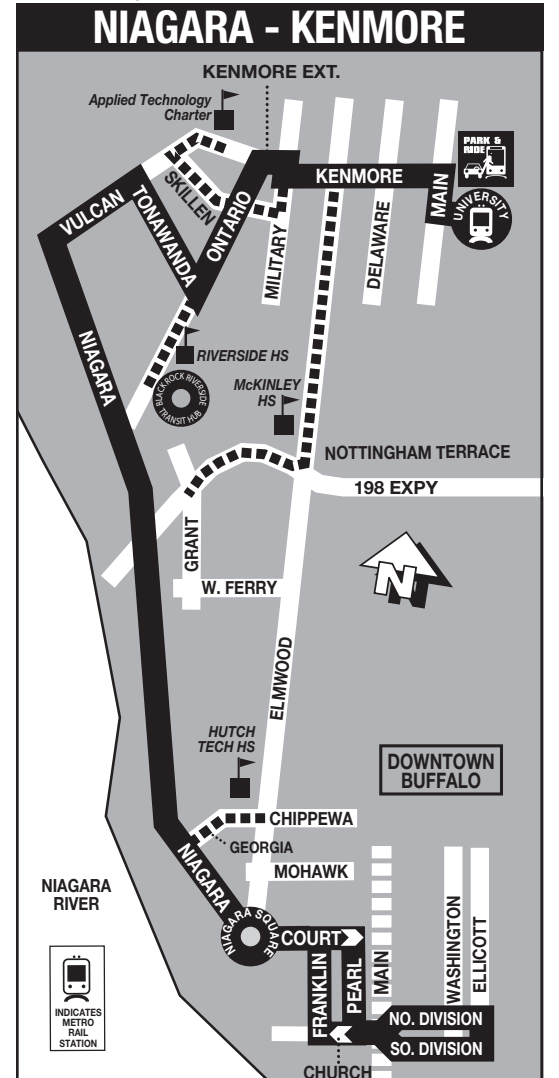 NIAGARA - KENMORE
KENMORE EXT.
Applied Technology
Charter
PARK &
RIDE
KENMORE
MAIN
UNIVERSITY
SKILLEN
VULCAN
TONAWANDA
ONTARIO
MILITARY
DELAWARE
NIAGARA
RIVERSIDE HS
BLACK ROCK RIVERSIDE
TRANSIT HUB
McKINLEY
HS
NOTTINGHAM TERRACE
198 EXPY
GRANT
N
W. FERRY
ELMWOOD
HUTCH
TECH HS
DOWNTOWN
BUFFALO
CHIPPEWA
GEORGIA
NIAGARA
MOHAWK
NIAGARA
RIVER
NIAGARA SQUARE
COURT
FRANKLIN
PEARL
MAIN
WASHINGTON
ELLICOTT
NO. DIVISION
SO. DIVISION
CHURCH
INDICATES
METRO
RAIL
STATION